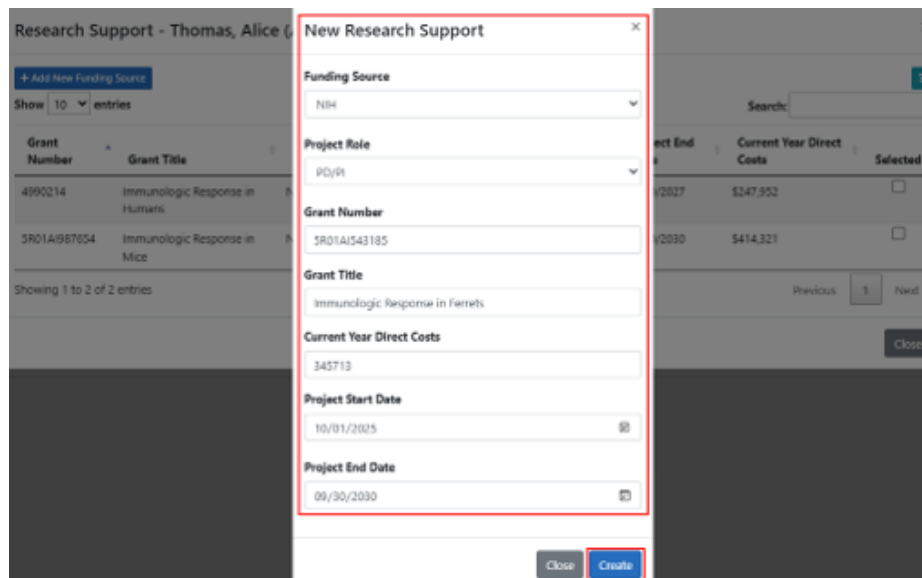 Research Support - Thomas, Alice (
New Research Support
×
+ Add New Funding Source
Show 10 entries
Search:
Grant Number
Grant Title
Current Year Direct Costs
Selected
4990214
Immunologic Response in Humans
/2027
$247,952
5R01AI987654
Immunologic Response in Mice
/2030
$414,321
Showing 1 to 2 of 2 entries
Previous 1 Next
Close
Funding Source
NIH
Project Role
PD/PI
Grant Number
5R01AI543185
Grant Title
Immunologic Response in Ferrets
Current Year Direct Costs
345713
Project Start Date
10/01/2025
Project End Date
09/30/2030
Close
Create